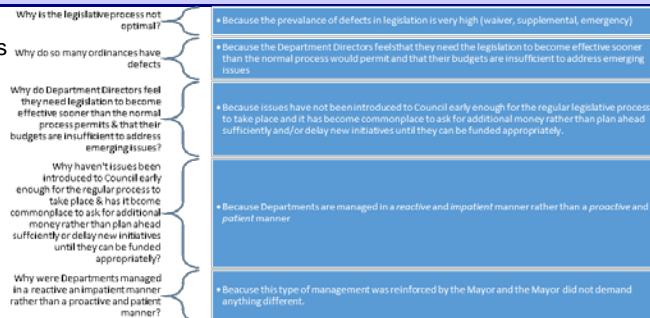 Why is the legislative process not
optimal?
• Because the prevalance of defects in legislation is very high (waiver, supplemental, emergency)
s
Why do so many ordinances have
defects
• Because the Department Directors feelsthat they need the legislation to become effective sooner
than the normal process would permit and that their budgets are insufficient to address emerging
issues
Why do Department Directors feel
they need legislation to become
effective sooner than the normal
process permits & that their
budgets are insufficient to address
emerging issues?
• Because issues have not been introduced to Council early enough for the regular legislative process
to take place and it has become commonplace to ask for additional money rather than plan ahead
sufficiently and/or delay new initiatives until they can be funded appropriately.
Why haven't issues been
introduced to Council early
enough for the regular process to
take place & has it bcome
commonplace to ask for additional
money rather than plan ahead
suffciently or delay new initiatives
until they can be funded
appropriately?
• Because Departments are managed in a reactive and impatient manner rather than a proactive and
patient manner
Why were Departments managed
in a reactive an impatient manner
rather than a proactive and patient
manner?
• Beacuse this type of management was reinforced by the Mayor and the Mayor did not demand
anything different.